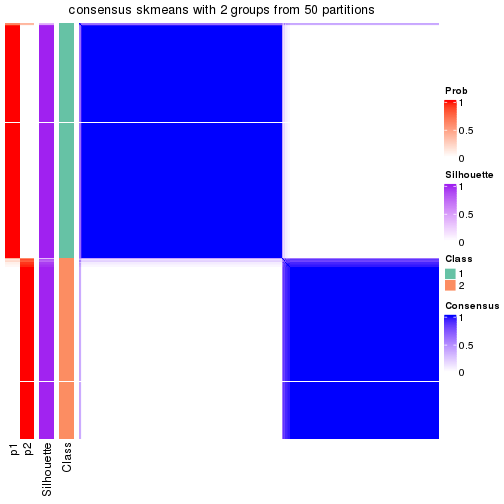 consensus skmeans with 2 groups from 50 partitions
Prob
1
0.5
0
Silhouette
1
0.5
0
Class
1
2
Consensus
1
0.5
0
p1
p2
Silhouette
Class